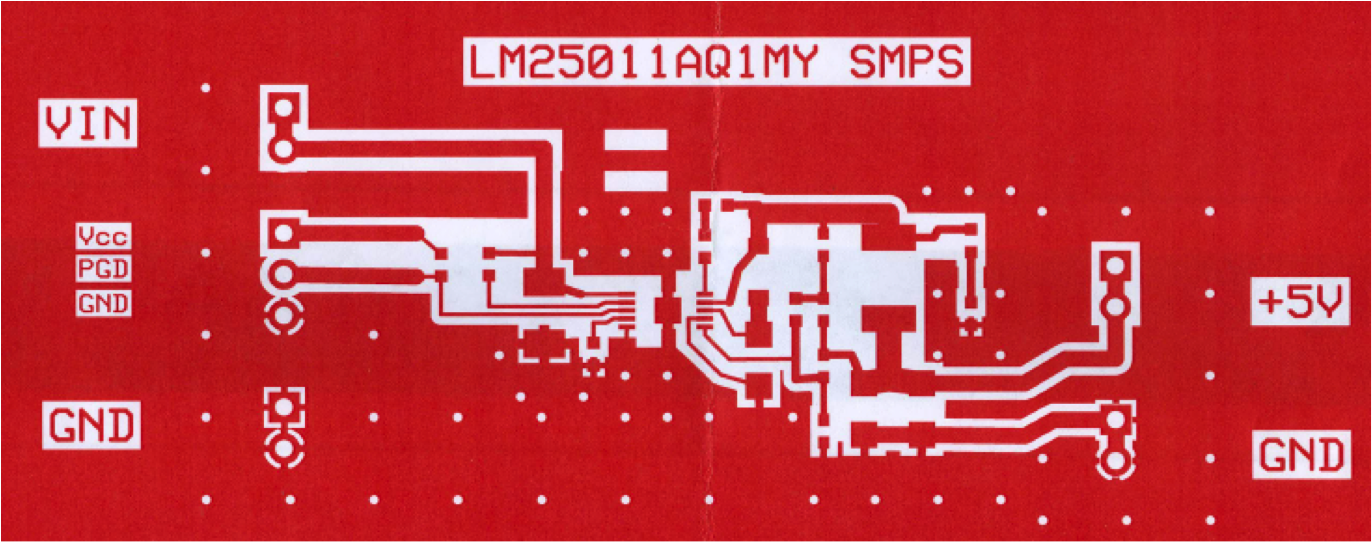 LM25011AQ1MY SMPS
VIN
Vcc
PGD
GND
+5V
GND
GND